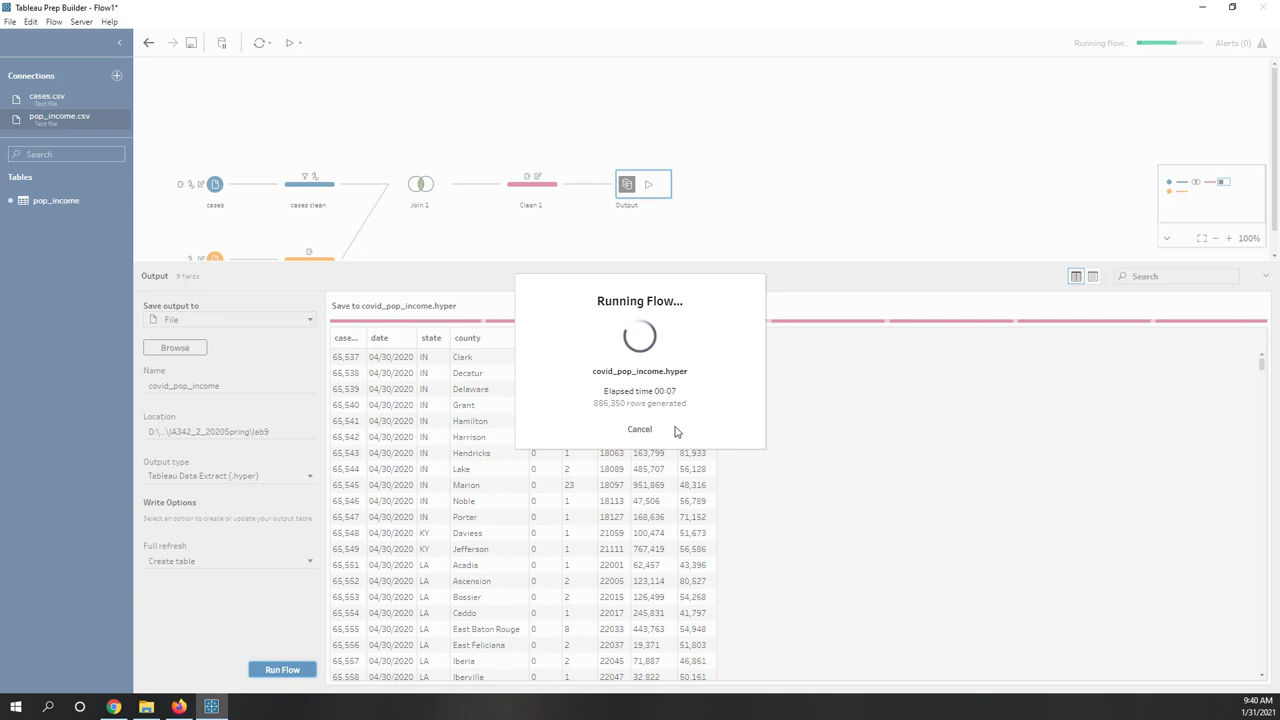 Tableau Prep Builder - Flow1*
File Edit Flow Server Help
Running flow... Alerts (0)
Connections
cases.csv
Text file
pop_income.csv
Text file
Search
Tables
pop_income
cases cases clean Join 1 Clean 1 Output
100%
Output 9 fields
Search
Save output to
File
Browse
Name
covid_pop_income
Location
D:\...\IA342_2_2020Spring\lab9
Output type
Tableau Data Extract (.hyper)
Write Options
Select an option to create or update your output table.
Full refresh
Create table
Run Flow
Save to covid_pop_income.hyper
case... date state county
65,537 04/30/2020 IN Clark
65,538 04/30/2020 IN Decatur
65,539 04/30/2020 IN Delaware
65,540 04/30/2020 IN Grant
65,541 04/30/2020 IN Hamilton
65,542 04/30/2020 IN Harrison
65,543 04/30/2020 IN Hendricks 0 1 18063 163,799 81,933
65,544 04/30/2020 IN Lake 0 2 18089 485,707 56,128
65,545 04/30/2020 IN Marion 0 23 18097 951,869 48,316
65,546 04/30/2020 IN Noble 0 1 18113 47,506 56,789
65,547 04/30/2020 IN Porter 0 1 18127 168,636 71,152
65,548 04/30/2020 KY Daviess 0 1 21059 100,474 51,673
65,549 04/30/2020 KY Jefferson 0 1 21111 767,419 56,586
65,551 04/30/2020 LA Acadia 0 1 22001 62,457 43,396
65,552 04/30/2020 LA Ascension 0 2 22005 123,114 80,527
65,553 04/30/2020 LA Bossier 0 2 22015 126,499 54,268
65,554 04/30/2020 LA Caddo 0 1 22017 245,831 41,797
65,555 04/30/2020 LA East Baton Rouge 0 8 22033 443,763 54,948
65,556 04/30/2020 LA East Feliciana 0 1 22037 19,371 51,803
65,557 04/30/2020 LA Iberia 0 2 22045 71,887 46,861
65,558 04/30/2020 LA Iberville 0 1 22047 32,822 50,161
Running Flow...
covid_pop_income.hyper
Elapsed time 00:07
886,350 rows generated
Cancel
9:40 AM
1/31/2021